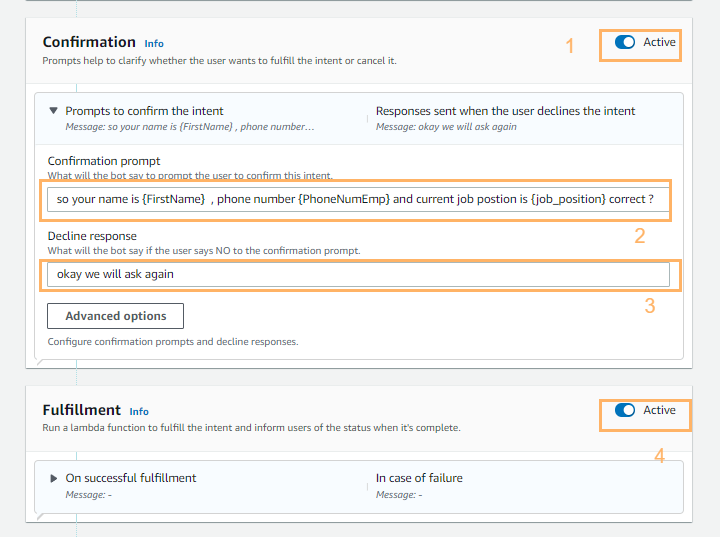 Confirmation Info
1
Active
Prompts help to clarify whether the user wants to fulfill the intent or cancel it.
Prompts to confirm the intent
Message: so your name is {FirstName} , phone number...
Responses sent when the user declines the intent
Message: okay we will ask again
Confirmation prompt
What will the bot say to prompt the user to confirm this intent.
so your name is {FirstName} , phone number {PhoneNumEmp} and current job postion is {job_position} correct ?
2
Decline response
What will the bot say if the user says NO to the confirmation prompt.
okay we will ask again
3
Advanced options
Configure confirmation prompts and decline responses.
Fulfillment Info
Active
Run a lambda function to fulfill the intent and inform users of the status when it's complete.
4
On successful fulfillment
Message: -
In case of failure
Message: -